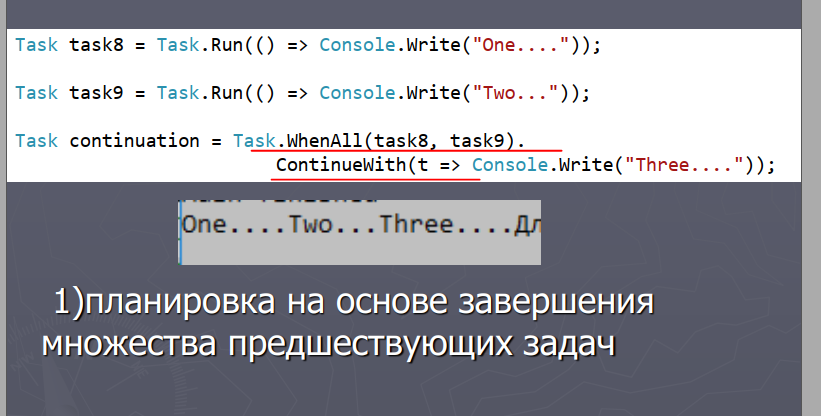 Task task8 = Task.Run(() => Console.Write("One...."));
Task task9 = Task.Run(() => Console.Write("Two..."));
Task continuation = Task.WhenAll(task8, task9).
ContinueWith(t => Console.Write("Three...."));
One....Two...Three....Дл
1)планировка на основе завершения
множества предшествующих задач